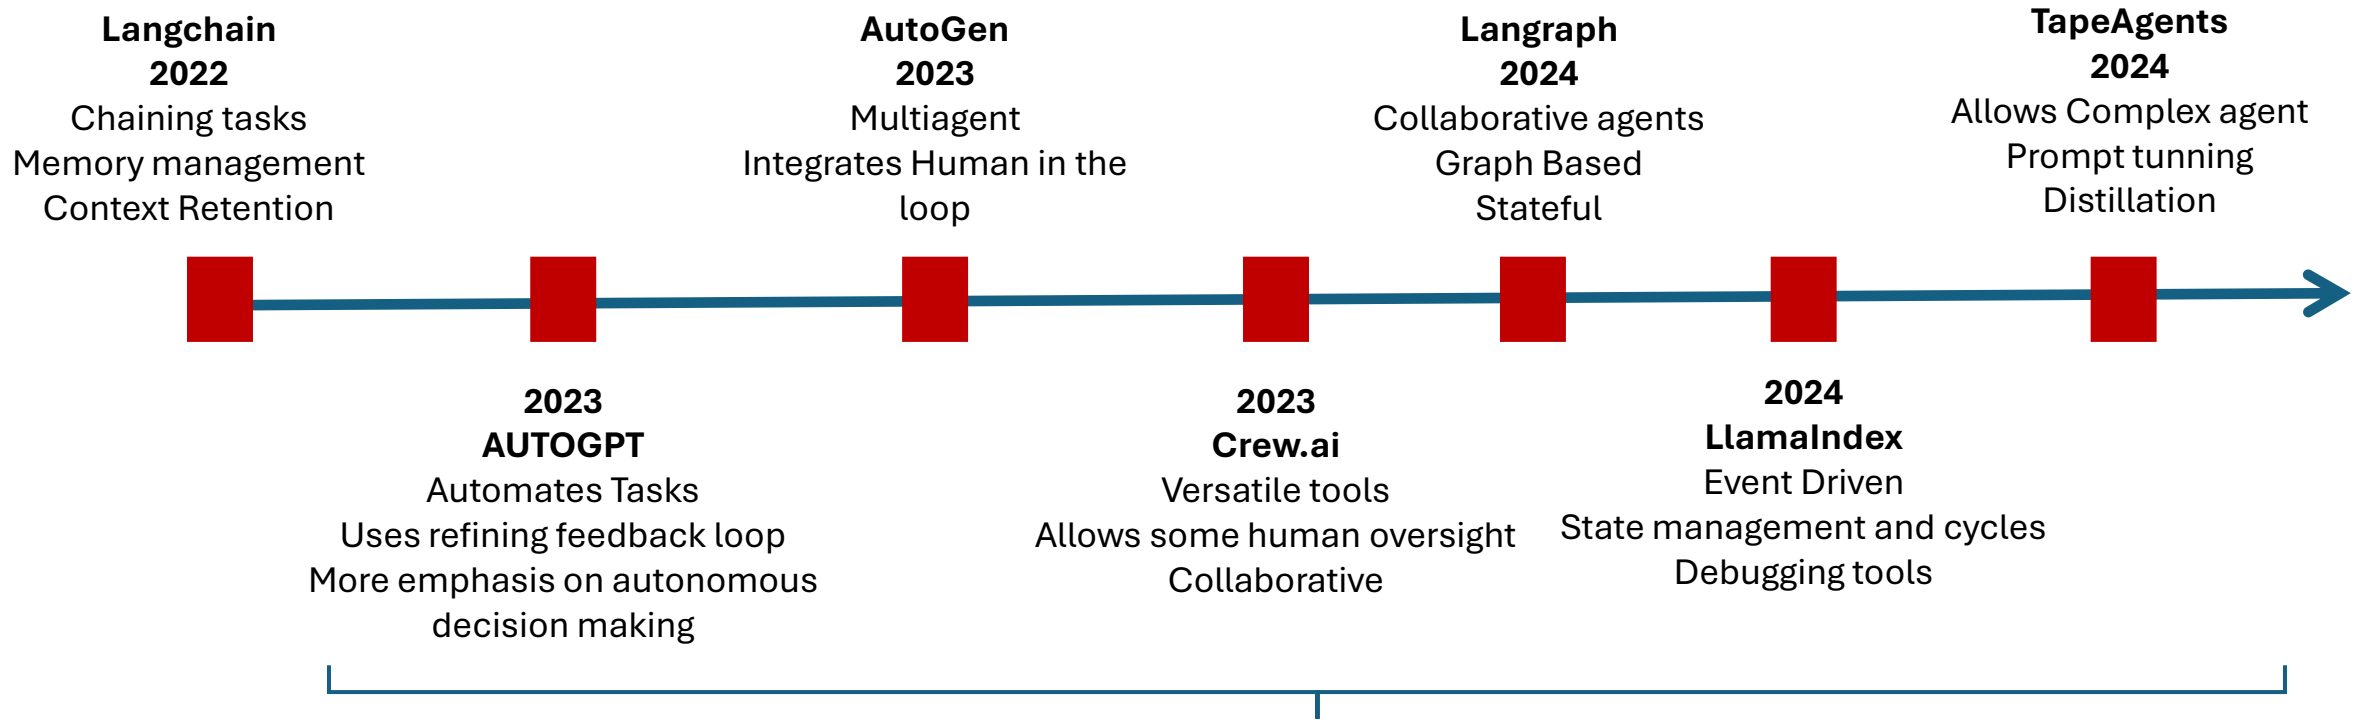 Langchain
2022
Chaining tasks
Memory management
Context Retention
2023
AUTOGPT
Automates Tasks
Uses refining feedback loop
More emphasis on autonomous
decision making
AutoGen
2023
Multiagent
Integrates Human in the
loop
2023
Crew.ai
Versatile tools
Allows some human oversight
Collaborative
Langraph
2024
Collaborative agents
Graph Based
Stateful
2024
LlamaIndex
Event Driven
State management and cycles
Debugging tools
TapeAgents
2024
Allows Complex agent
Prompt tunning
Distillation